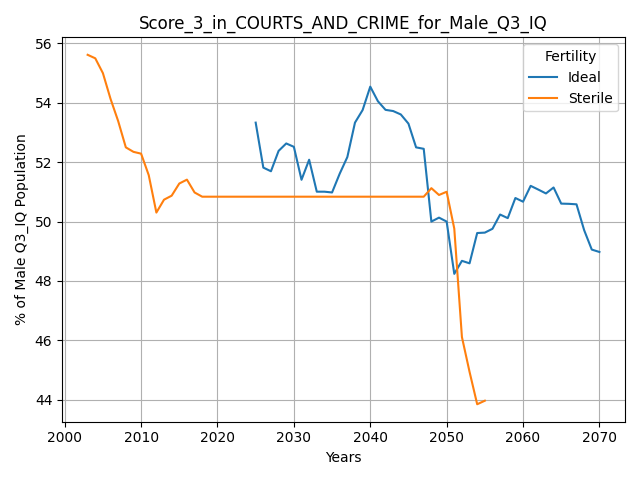 Score_3_in_COURTS_AND_CRIME_for_Male_Q3_IQ
% of Male Q3_IQ Population
56
54
52
50
48
46
44
Fertility
Ideal
Sterile
2000 2010 2020 2030 2040 2050 2060 2070
Years